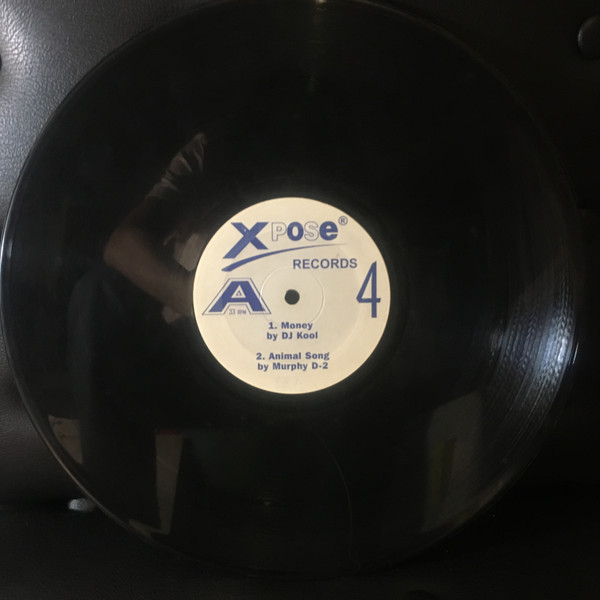 Xpose®
RECORDS
A
33 RPM
4
1. Money
by DJ Kool
2. Animal Song
by Murphy D-2